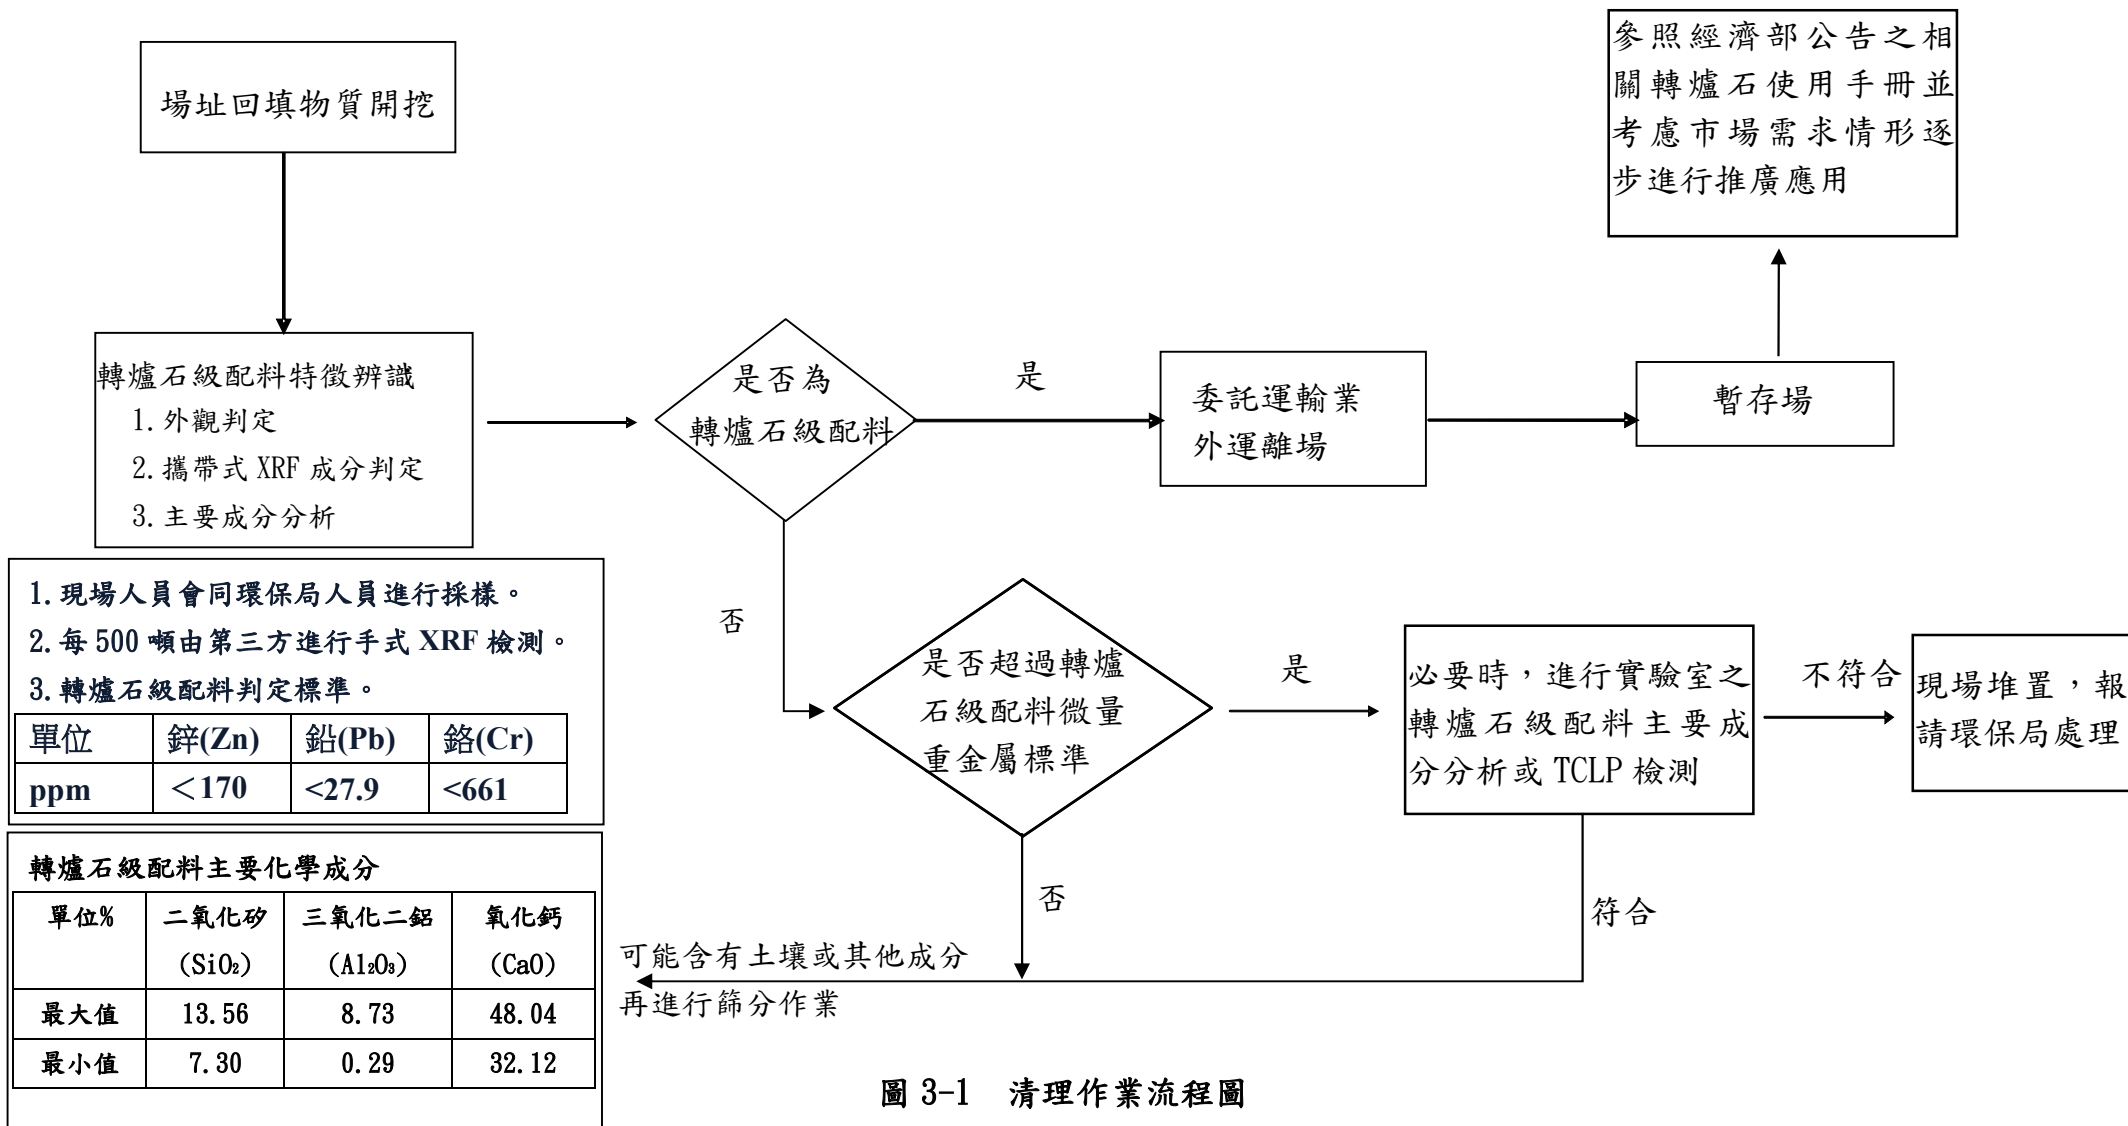 場址回填物質開挖
轉爐石級配料特徵辨識
1.外觀判定
2.攜帶式 XRF 成分判定
3.主要成分分析
1.現場人員會同環保局人員進行採樣。
2.每 500 噸由第三方進行手式 XRF 檢測。
3.轉爐石級配料判定標準。
單位 鋅(Zn) 鉛(Pb) 鉻(Cr)
ppm ＜170 <27.9 <661
轉爐石級配料主要化學成分
單位% 二氧化矽 三氧化二鋁 氧化鈣
(SiO₂) (Al₂O₃) (CaO)
最大值 13.56 8.73 48.04
最小值 7.30 0.29 32.12
是否為
轉爐石級配料
是
委託運輸業
外運離場
暫存場
參照經濟部公告之相
關轉爐石使用手冊並
考慮市場需求情形逐
步進行推廣應用
否
是否超過轉爐
石級配料微量
重金屬標準
是
必要時，進行實驗室之
轉爐石級配料主要成
分分析或 TCLP 檢測
不符合
現場堆置，報
請環保局處理
否
符合
可能含有土壤或其他成分
再進行篩分作業
圖 3-1 清理作業流程圖